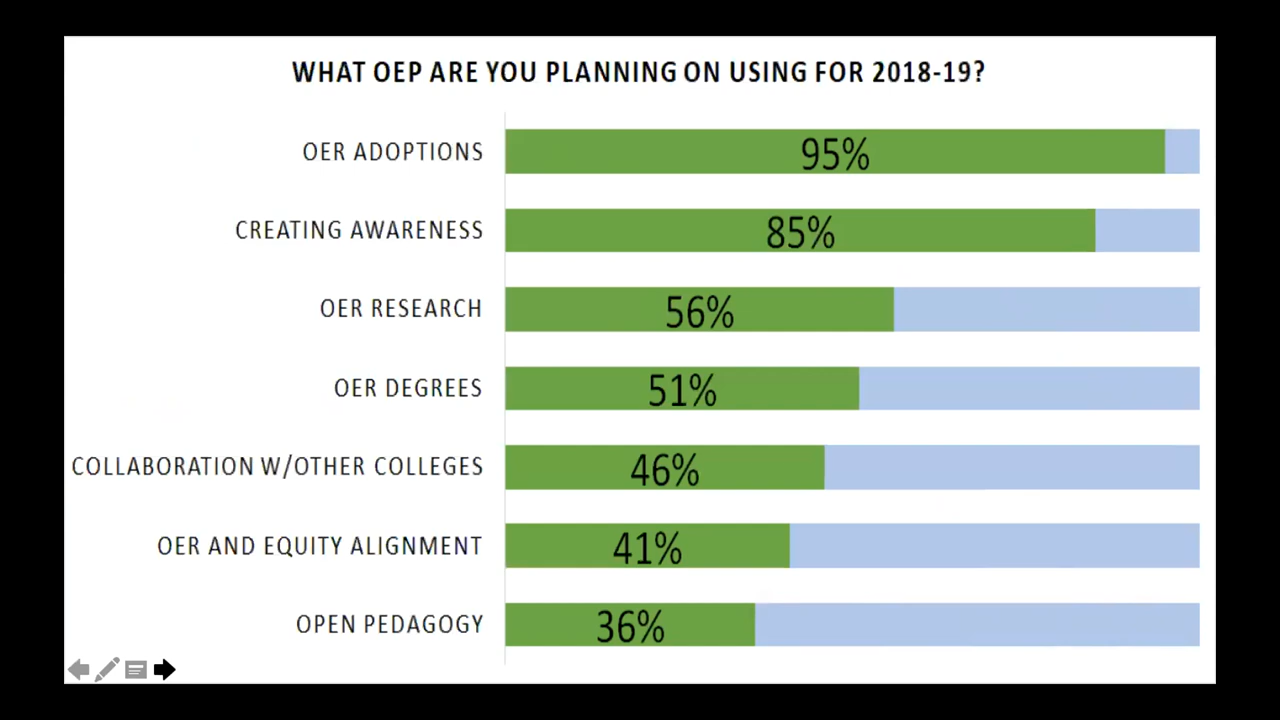 WHAT OEP ARE YOU PLANNING ON USING FOR 2018-19?
OER ADOPTIONS 95%
CREATING AWARENESS 85%
OER RESEARCH 56%
OER DEGREES 51%
COLLABORATION W/OTHER COLLEGES 46%
OER AND EQUITY ALIGNMENT 41%
OPEN PEDAGOGY 36%